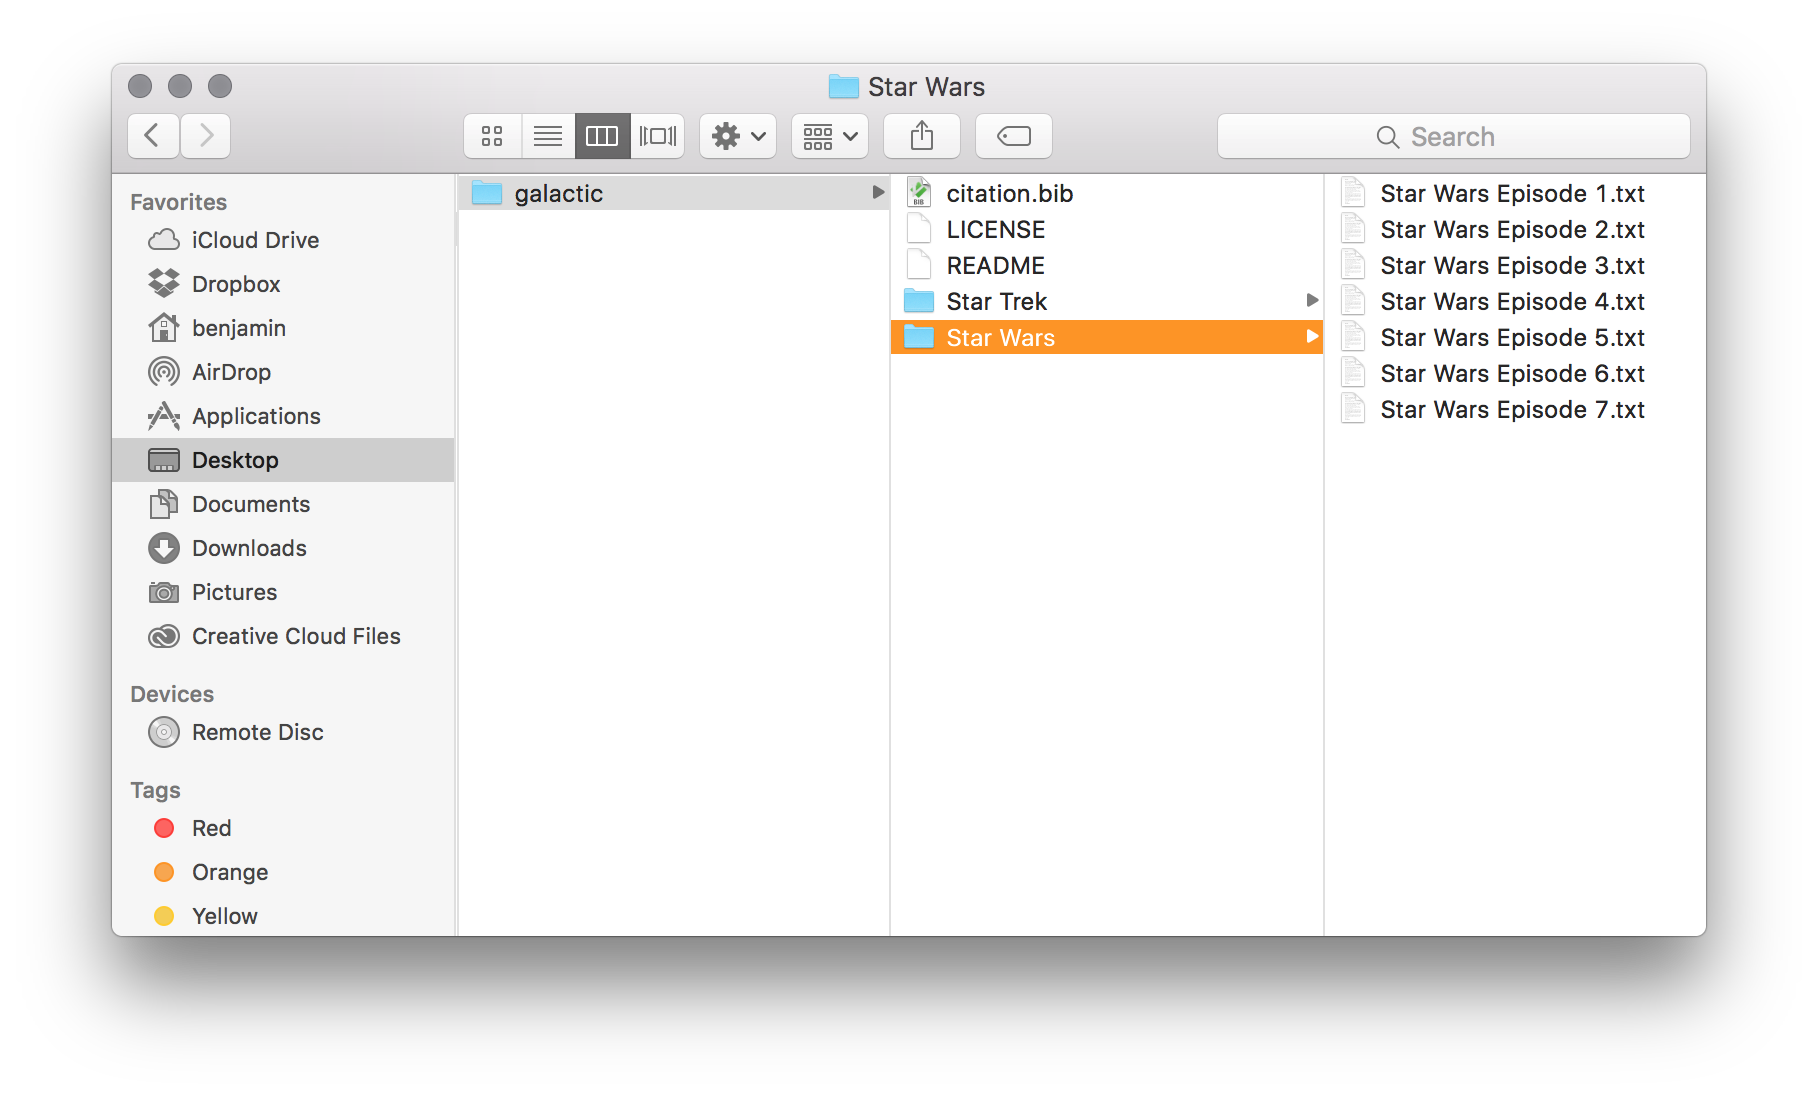 Star Wars
Search
Favorites
iCloud Drive
Dropbox
benjamin
AirDrop
Applications
Desktop
Documents
Downloads
Pictures
Creative Cloud Files
Devices
Remote Disc
Tags
Red
Orange
Yellow
galactic
BIB
citation.bib
LICENSE
README
Star Trek
Star Wars
Star Wars Episode 1.txt
Star Wars Episode 2.txt
Star Wars Episode 3.txt
Star Wars Episode 4.txt
Star Wars Episode 5.txt
Star Wars Episode 6.txt
Star Wars Episode 7.txt